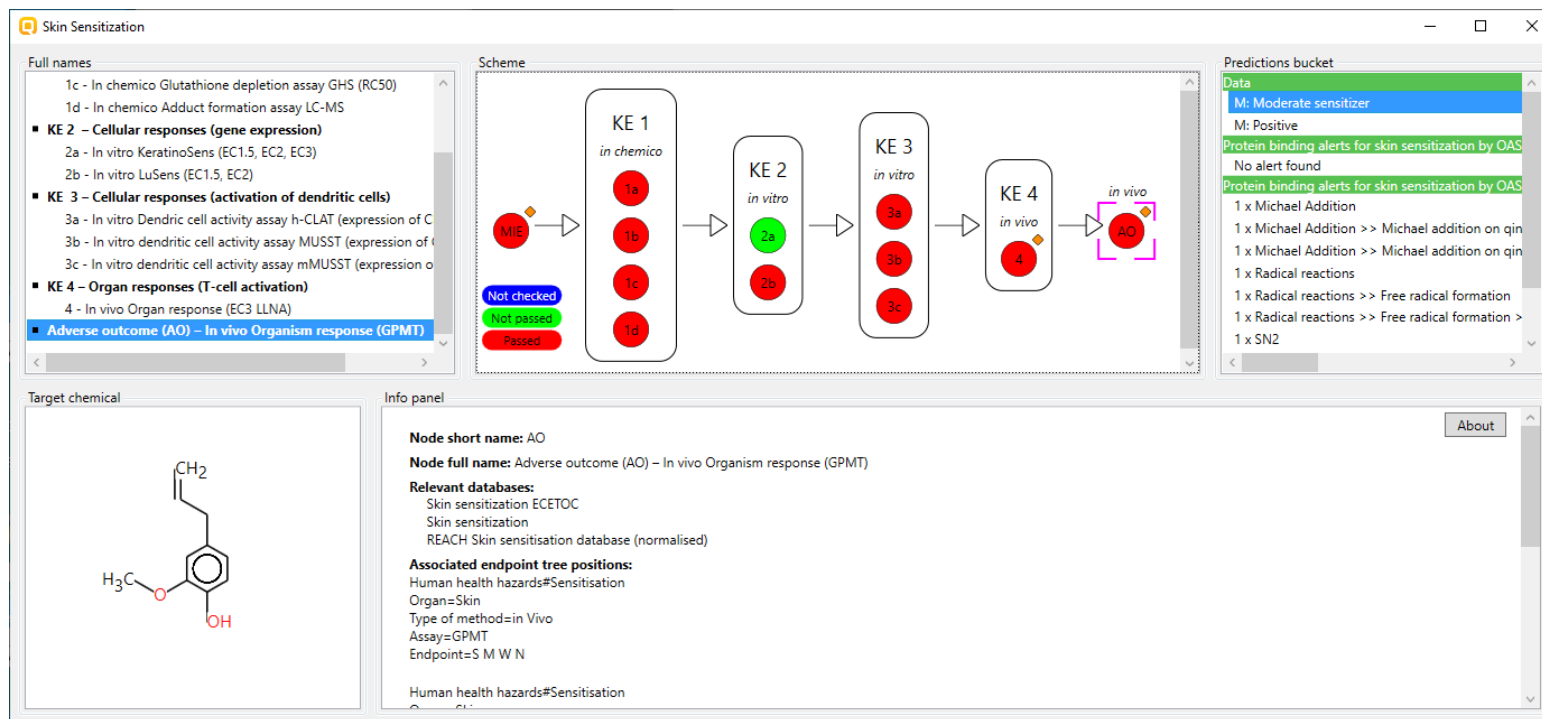 Skin Sensitization
Full names
1c - In chemico Glutathione depletion assay GHS (RC50)
1d - In chemico Adduct formation assay LC-MS
KE 2 – Cellular responses (gene expression)
2a - In vitro KeratinoSens (EC1.5, EC2, EC3)
2b - In vitro LuSens (EC1.5, EC2)
KE 3 – Cellular responses (activation of dendritic cells)
3a - In vitro Dendric cell activity assay h-CLAT (expression of C
3b - In vitro dendritic cell activity assay MUSST (expression of
3c - In vitro dendritic cell activity assay mMUSST (expression o
KE 4 – Organ responses (T-cell activation)
4 - In vivo Organ response (EC3 LLNA)
Adverse outcome (AO) – In vivo Organism response (GPMT)
Scheme
MIE
KE 1
in chemico
1a
1b
1c
1d
KE 2
in vitro
2a
2b
KE 3
in vitro
3a
3b
3c
KE 4
in vivo
4
in vivo
AO
Not checked
Not passed
Passed
Predictions bucket
Data
M: Moderate sensitizer
M: Positive
Protein binding alerts for skin sensitization by OAS
No alert found
Protein binding alerts for skin sensitization by OAS
1 x Michael Addition
1 x Michael Addition >> Michael addition on qin
1 x Michael Addition >> Michael addition on qin
1 x Radical reactions
1 x Radical reactions >> Free radical formation
1 x Radical reactions >> Free radical formation >
1 x SN2
Target chemical
CH2
H3C
O
OH
Info panel
About
Node short name: AO
Node full name: Adverse outcome (AO) – In vivo Organism response (GPMT)
Relevant databases:
Skin sensitization ECETOC
Skin sensitization
REACH Skin sensitisation database (normalised)
Associated endpoint tree positions:
Human health hazards#Sensitisation
Organ=Skin
Type of method=in Vivo
Assay=GPMT
Endpoint=S M W N
Human health hazards#Sensitisation